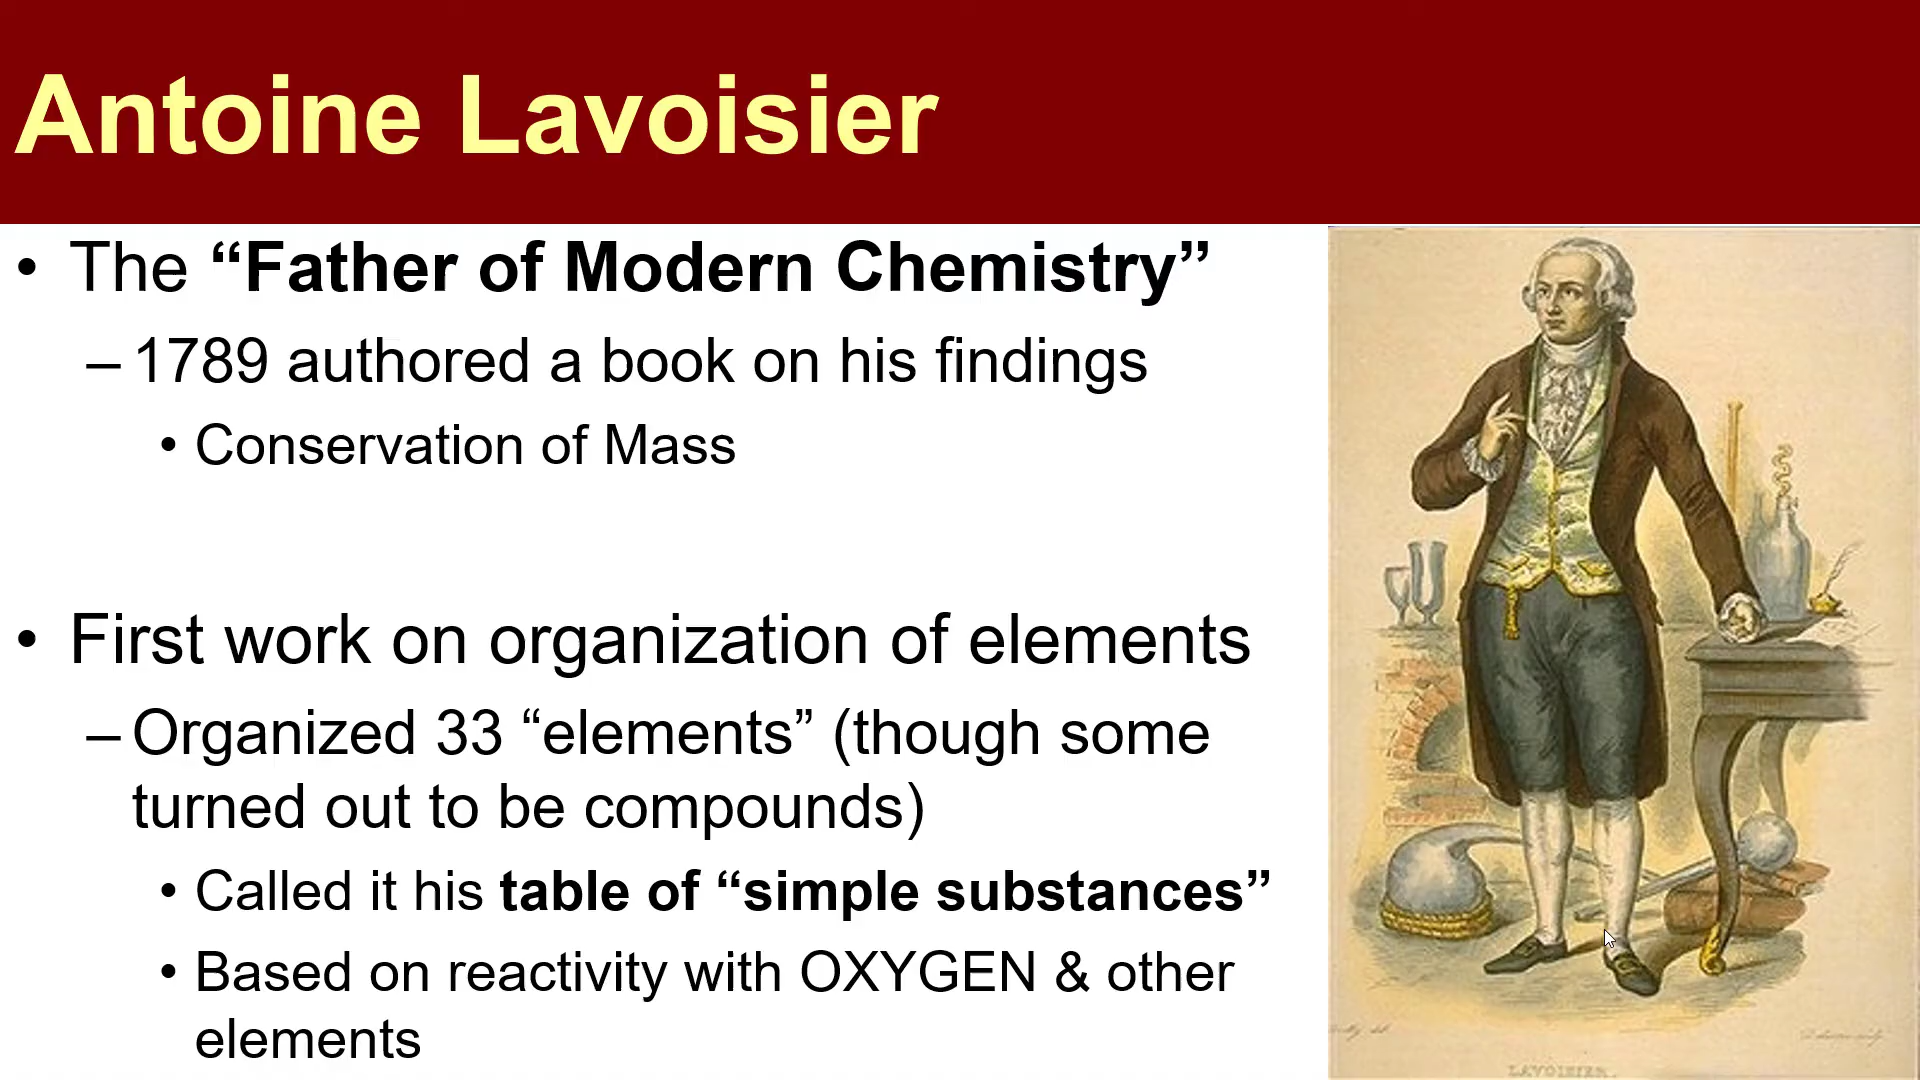 Antoine Lavoisier
• The “Father of Modern Chemistry”
– 1789 authored a book on his findings
• Conservation of Mass
• First work on organization of elements
– Organized 33 “elements” (though some
turned out to be compounds)
• Called it his table of “simple substances”
• Based on reactivity with OXYGEN & other
elements
LAVOISIER.